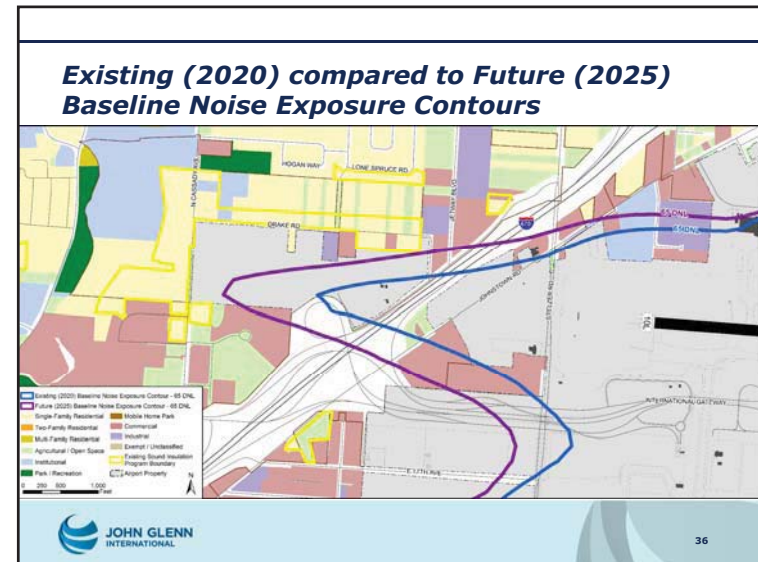 Existing (2020) compared to Future (2025)
Baseline Noise Exposure Contours
HOGAN WAY
LONE SPRUCE RD
N CASSADY AVE
DRAKE RD
JETWAY BLVD
65 DNL
65 DNL
JOHNSTOWN RD
STELZER RD
10L
INTERNATIONAL GATEWAY
E 17TH AVE
Existing (2020) Baseline Noise Exposure Contour - 65 DNL
Future (2025) Baseline Noise Exposure Contour - 65 DNL
Single-Family Residential
Two-Family Residential
Multi-Family Residential
Agricultural / Open Space
Institutional
Park / Recreation
Mobile Home Park
Commercial
Industrial
Exempt / Unclassified
Existing Sound Insulation
Program Boundary
Airport Property
0 250 500 1,000
Feet
N
JOHN GLENN
INTERNATIONAL
36